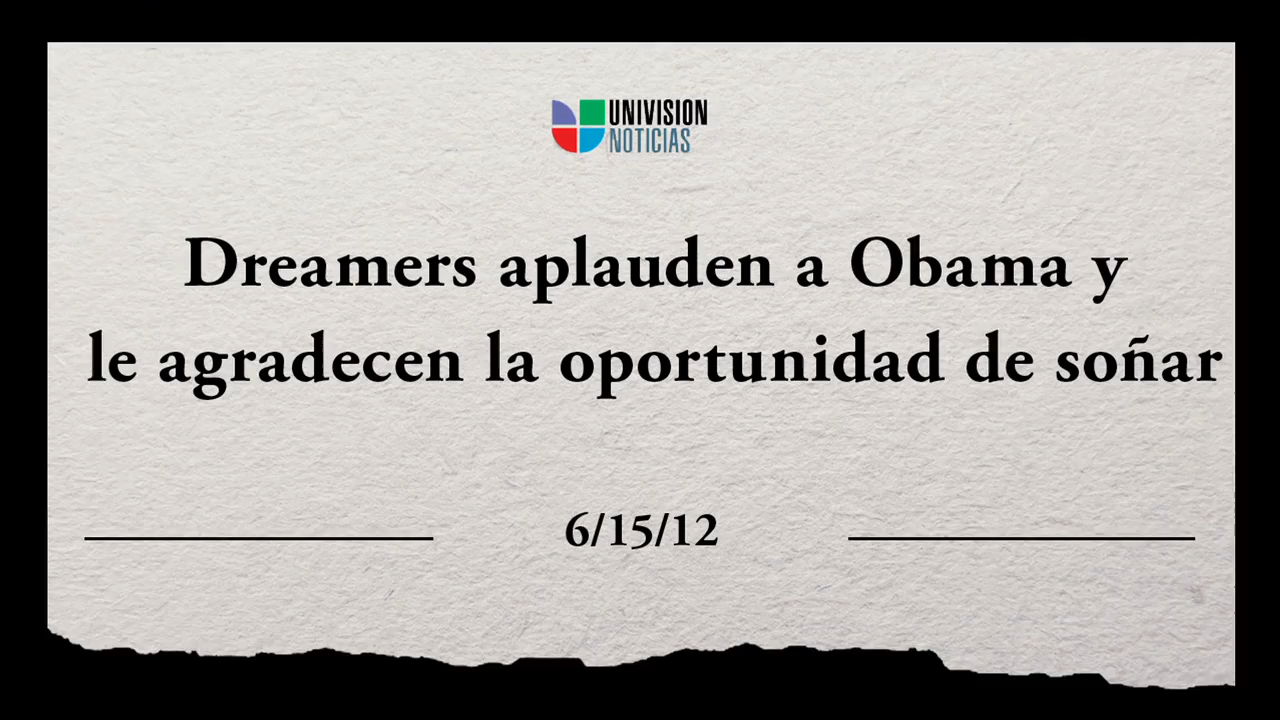 UNIVISION
NOTICIAS
Dreamers aplauden a Obama y
le agradecen la oportunidad de soñar
6/15/12